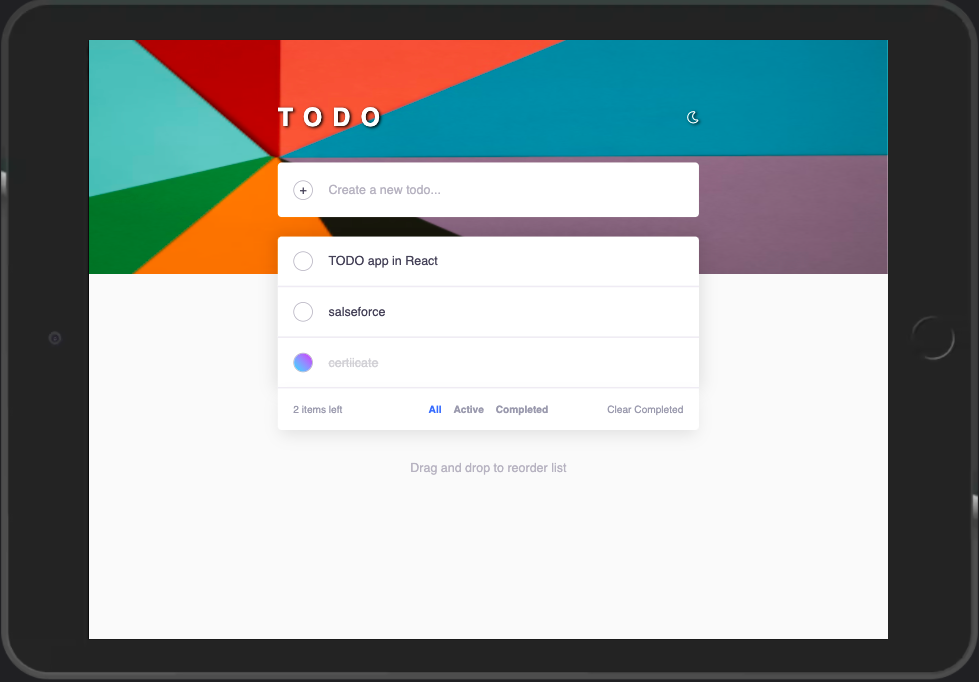 TODO
Create a new todo...
TODO app in React
salseforce
certiicate
2 items left All Active Completed Clear Completed
Drag and drop to reorder list